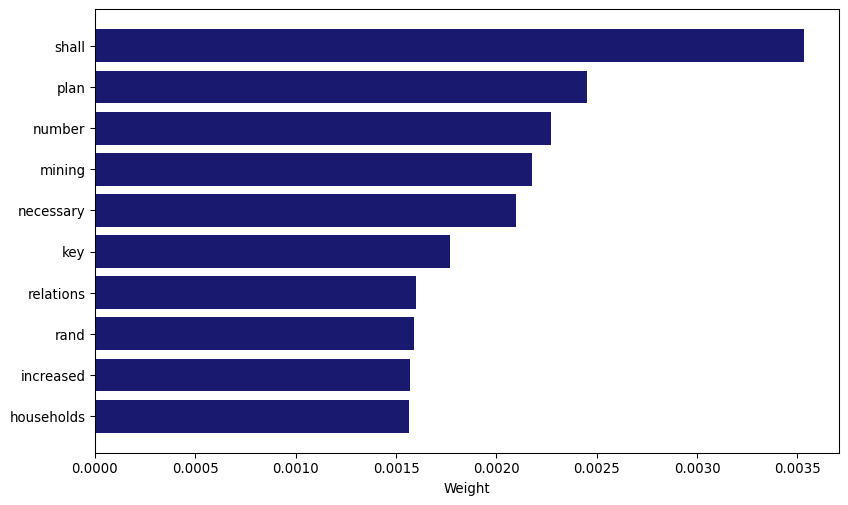 shall
plan
number
mining
necessary
key
relations
rand
increased
households
0.0000 0.0005 0.0010 0.0015 0.0020 0.0025 0.0030 0.0035
Weight